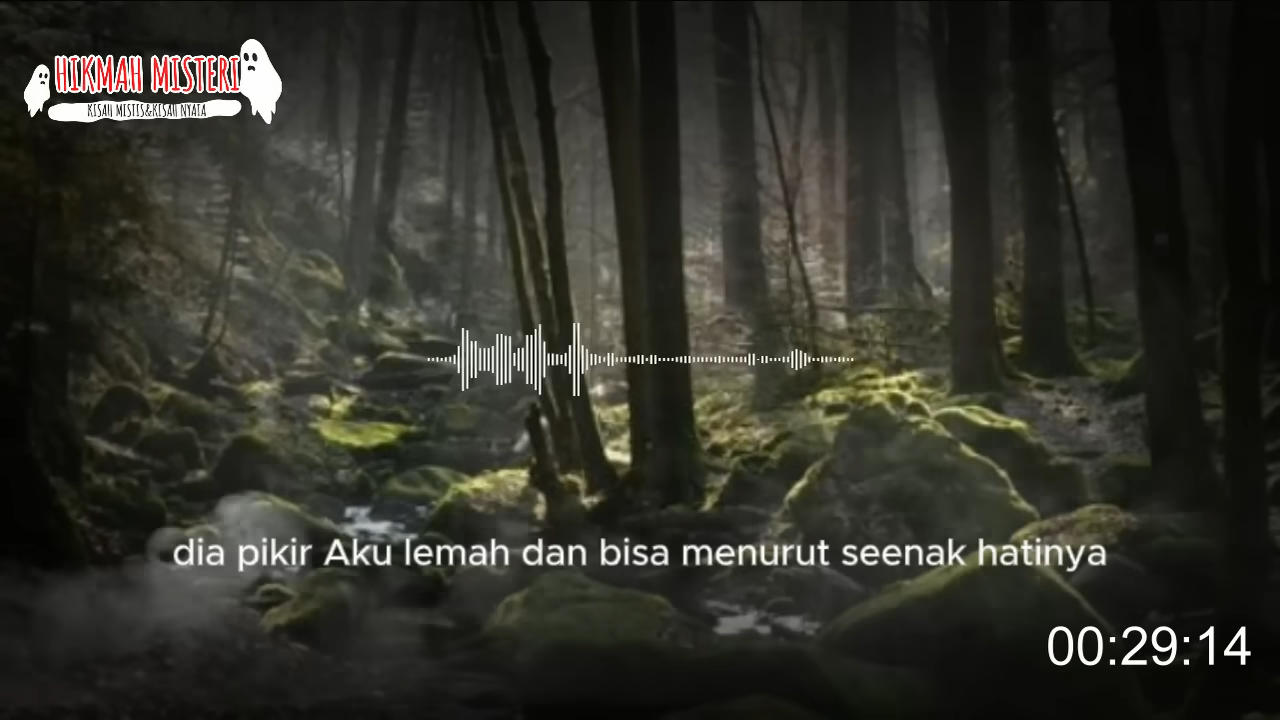 HIKMAH MISTERI
KISAH MISTIS&KISAH NYATA
dia pikir Aku lemah dan bisa menurut seenak hatinya
00:29:14